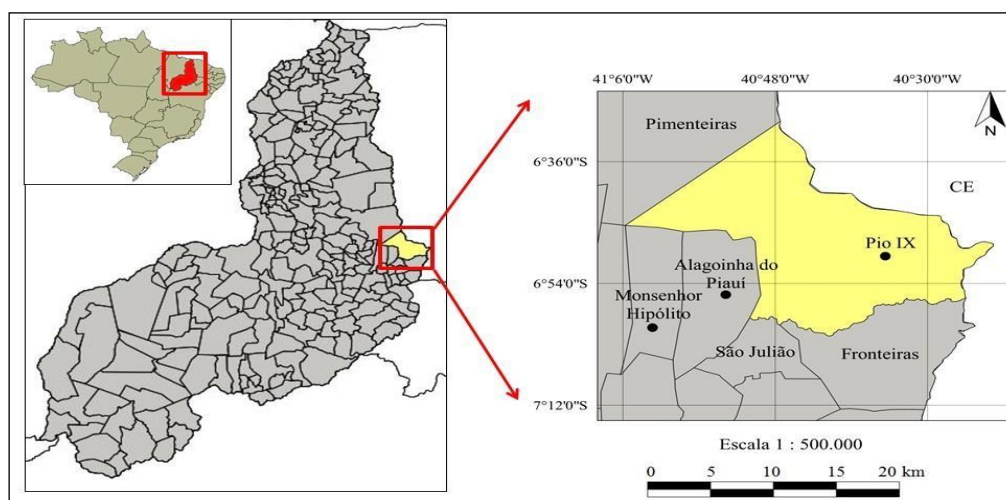 41°60'0"W 40°48'0"W 40°30'0"W
Pimenteiras
N
6°36'0"S
CE
Pio IX
Alagoinha do
Piauí
6°54'0"S
Monsenhor
Hipólito
São Julião
Fronteiras
7°12'0"S
Escala 1 : 500.000
0 5 10 15 20 km